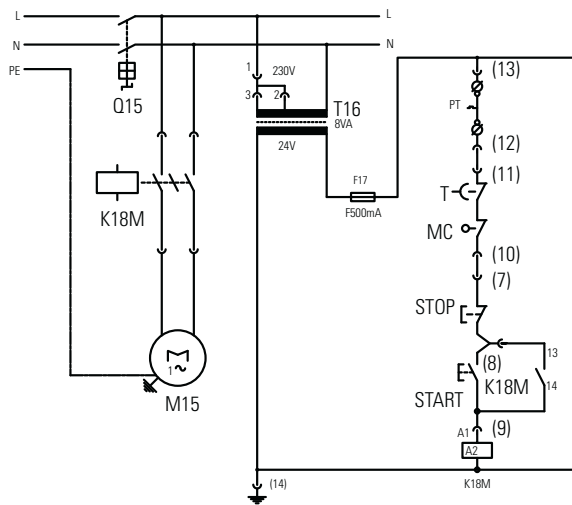 L
L
N
N
PE
Q15
1
230V
3
2
T16
8VA
24V
F17
F500mA
K18M
1~
M15
(13)
PT
(12)
(11)
T
MC
(10)
(7)
STOP
13
(8)
K18M
14
START
A1
(9)
A2
(14)
K18M